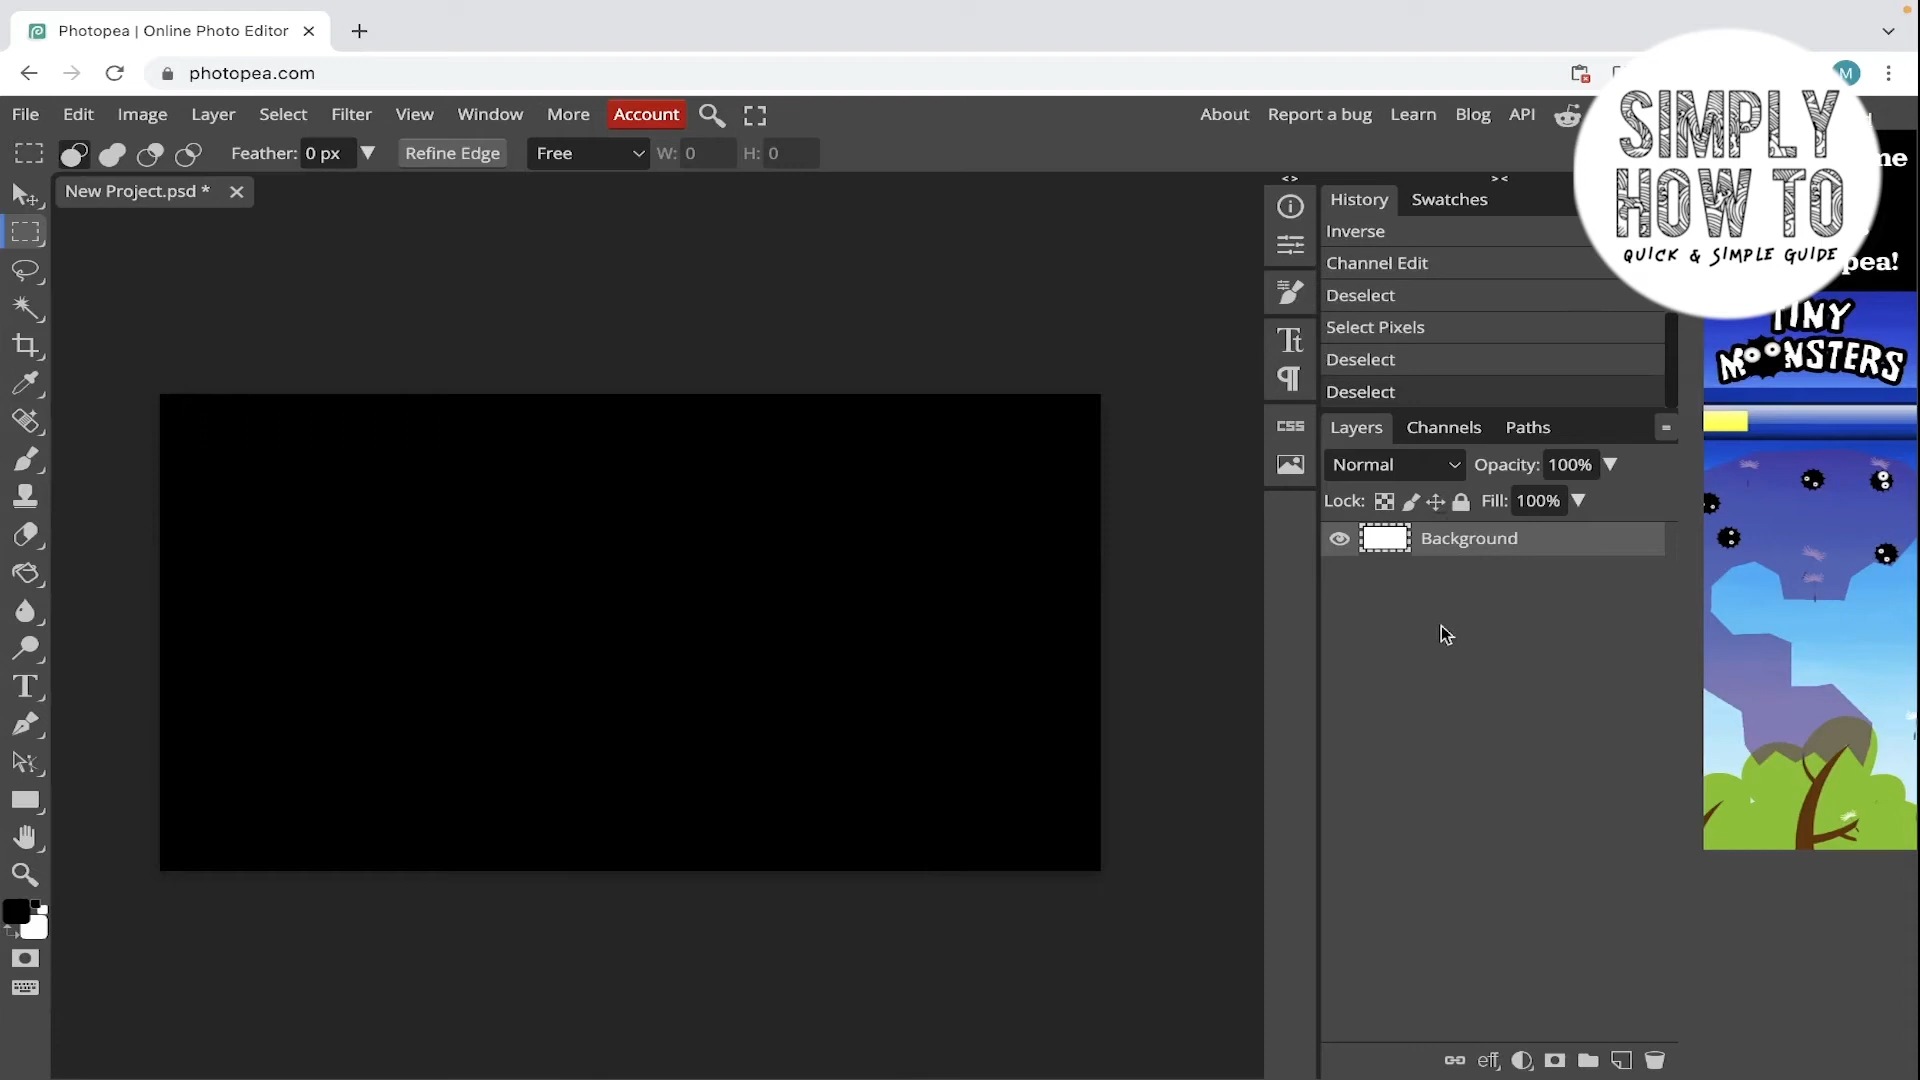 Photopea | Online Photo Editor
photopea.com
M
File Edit Image Layer Select Filter View Window More Account
About Report a bug Learn Blog API
Feather: 0 px Refine Edge Free W: 0 H: 0
New Project.psd *
SIMPLY
HOW TO
QUICK & SIMPLE GUIDE
pea!
TINY
MOONSTERS
History Swatches
Inverse
Channel Edit
Deselect
Select Pixels
Deselect
Deselect
CSS
Layers Channels Paths
Normal Opacity: 100%
Lock: Fill: 100%
Background
eff